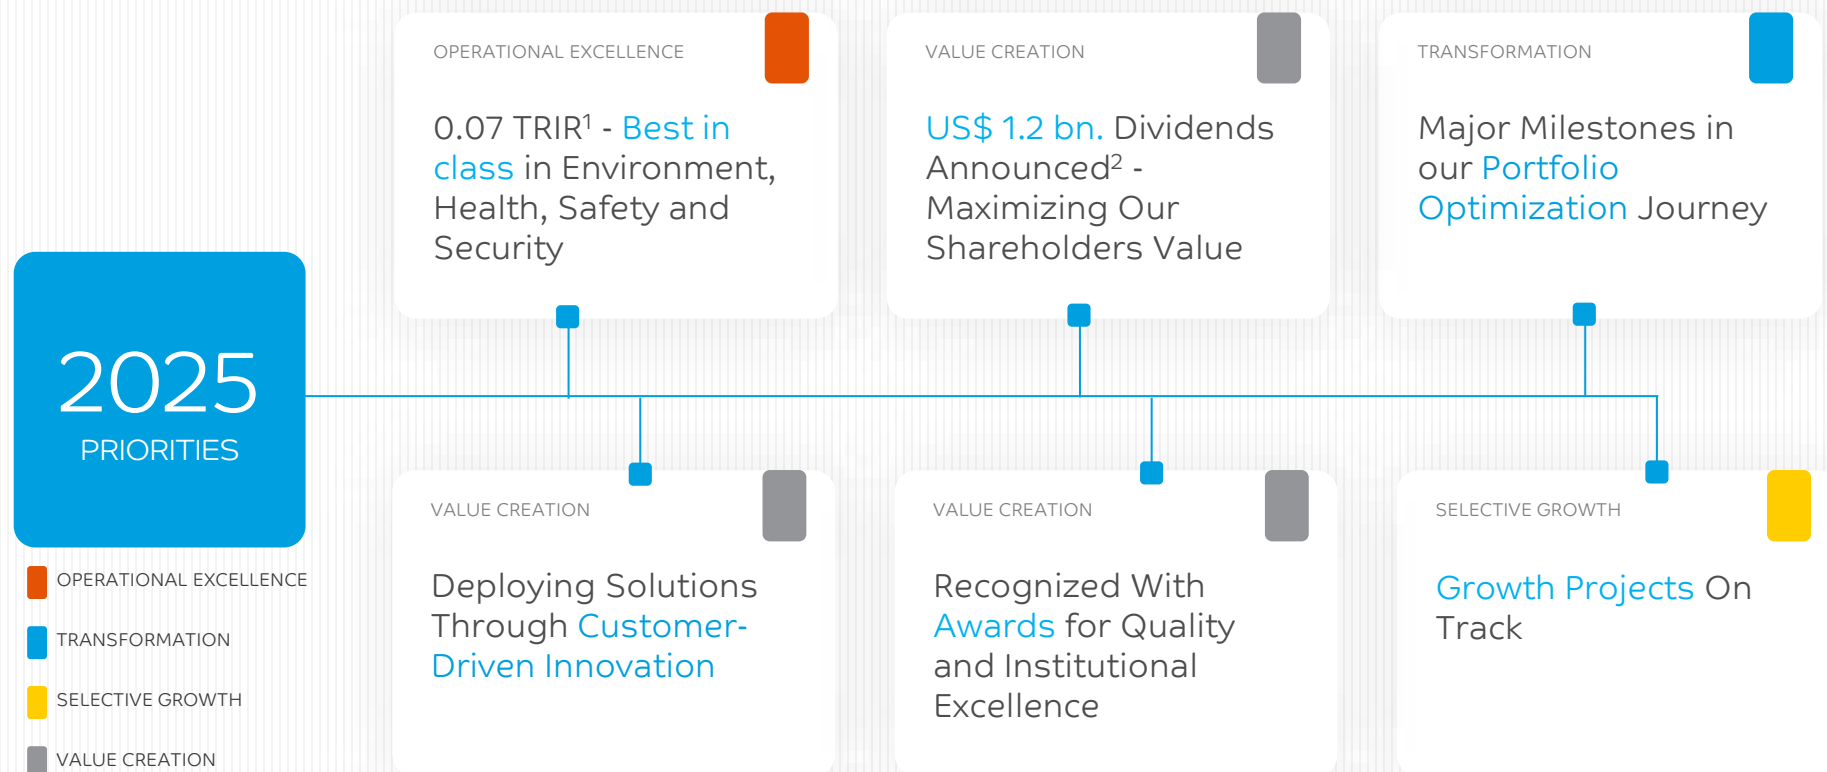 OPERATIONAL EXCELLENCE
0.07 TRIR¹ - Best in
class in Environment,
Health, Safety and
Security
VALUE CREATION
US$ 1.2 bn. Dividends
Announced² -
Maximizing Our
Shareholders Value
TRANSFORMATION
Major Milestones in
our Portfolio
Optimization Journey
2025
PRIORITIES
VALUE CREATION
Deploying Solutions
Through Customer-
Driven Innovation
VALUE CREATION
Recognized With
Awards for Quality
and Institutional
Excellence
SELECTIVE GROWTH
Growth Projects On
Track
OPERATIONAL EXCELLENCE
TRANSFORMATION
SELECTIVE GROWTH
VALUE CREATION